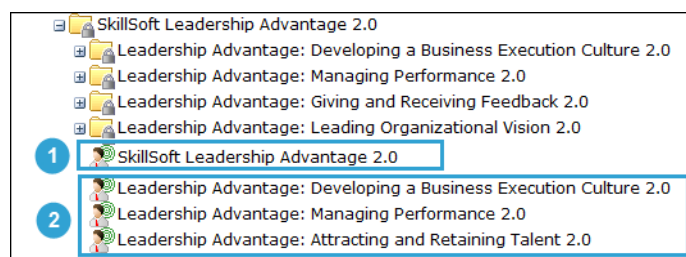 SkillSoft Leadership Advantage 2.0
Leadership Advantage: Developing a Business Execution Culture 2.0
Leadership Advantage: Managing Performance 2.0
Leadership Advantage: Giving and Receiving Feedback 2.0
Leadership Advantage: Leading Organizational Vision 2.0
1 SkillSoft Leadership Advantage 2.0
Leadership Advantage: Developing a Business Execution Culture 2.0
2 Leadership Advantage: Managing Performance 2.0
Leadership Advantage: Attracting and Retaining Talent 2.0